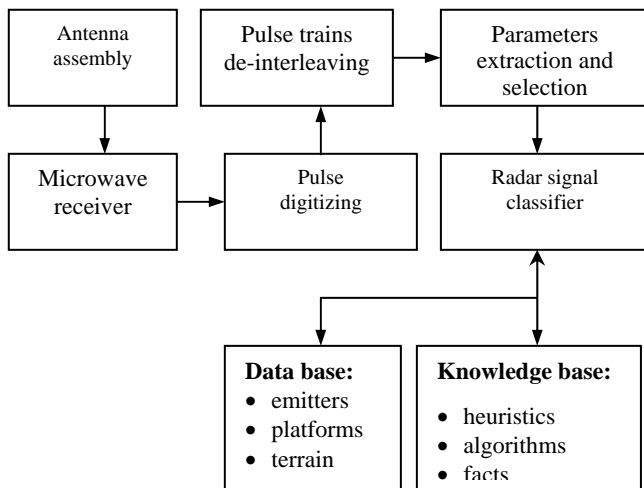 Antenna
assembly
Microwave
receiver
Pulse
digitizing
Pulse trains
de-interleaving
Parameters
extraction and
selection
Radar signal
classifier
Data base:
• emitters
• platforms
• terrain
Knowledge base:
• heuristics
• algorithms
• facts